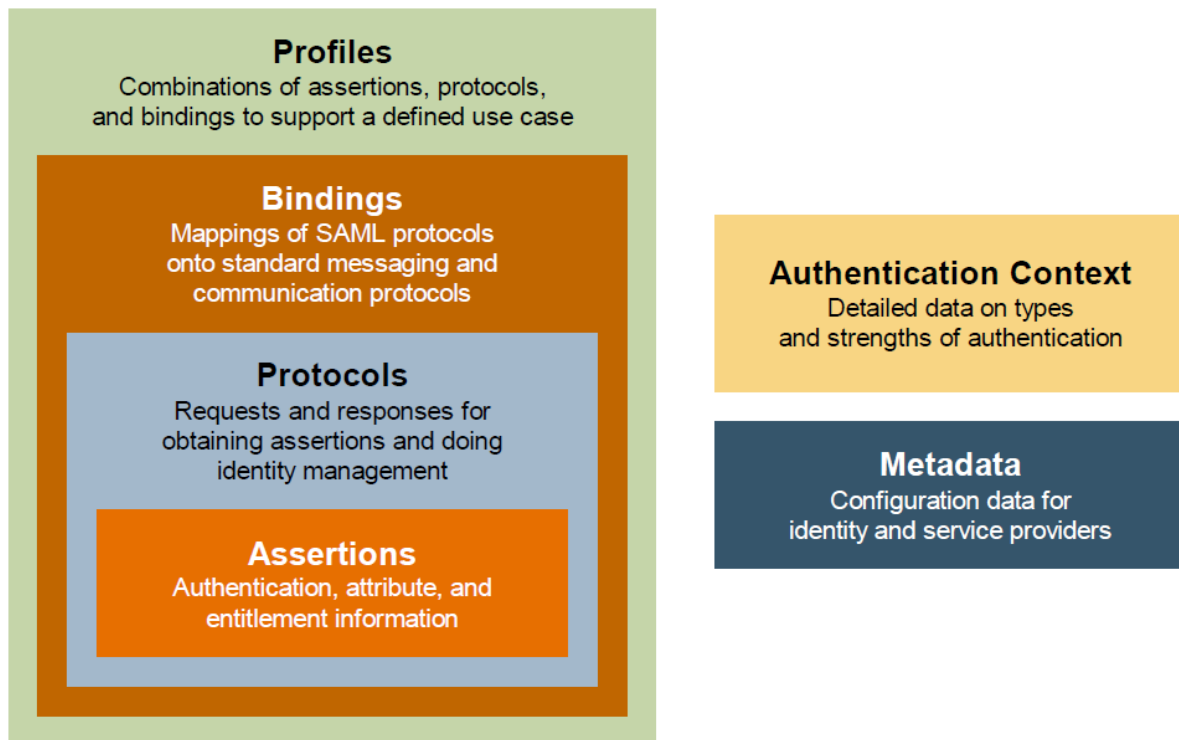 Profiles
Combinations of assertions, protocols,
and bindings to support a defined use case
Bindings
Mappings of SAML protocols
onto standard messaging and
communication protocols
Protocols
Requests and responses for
obtaining assertions and doing
identity management
Assertions
Authentication, attribute, and
entitlement information
Authentication Context
Detailed data on types
and strengths of authentication
Metadata
Configuration data for
identity and service providers